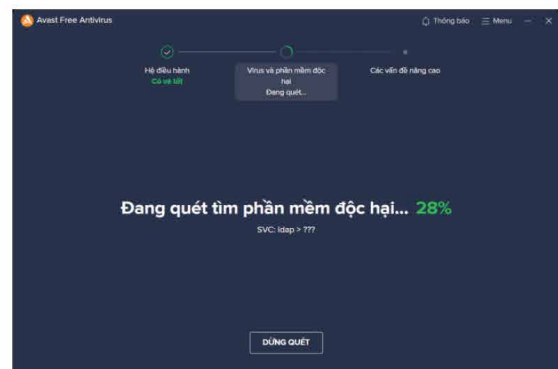 Avast Free Antivirus
Thông báo
Menu
Hệ điều hành
Có vẻ tốt
Virus và phần mềm độc
hại
Đang quét...
Các vấn đề nâng cao
Đang quét tìm phần mềm độc hại... 28%
SVC: ldap > ???
DỪNG QUÉT